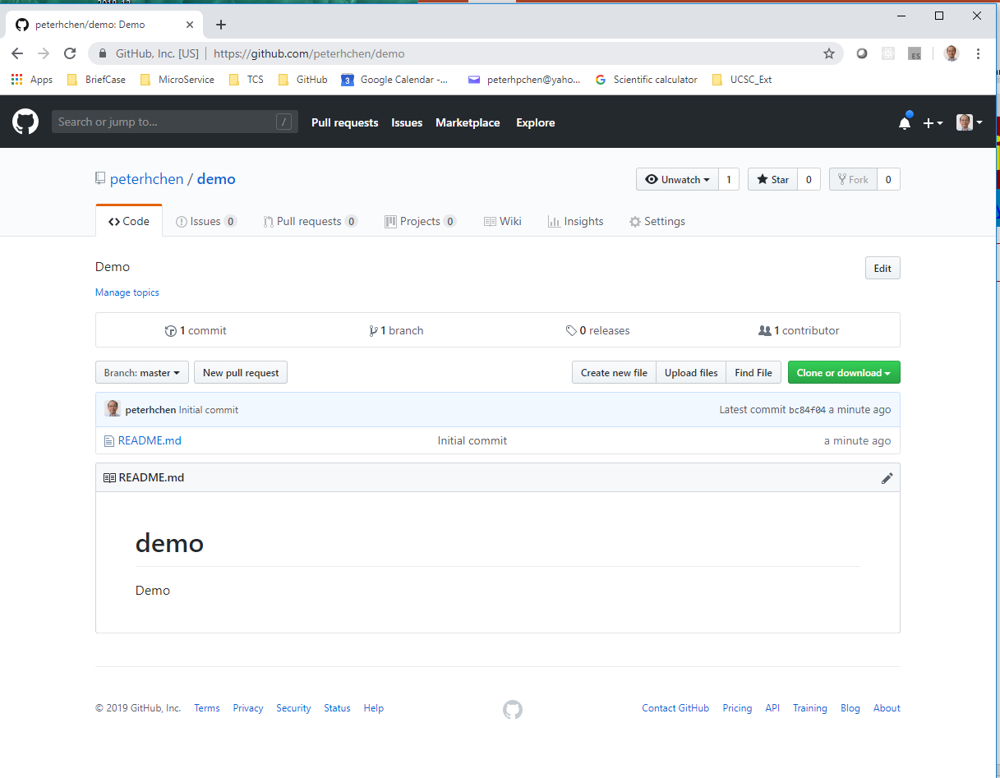 peterhchen/demo: Demo
GitHub, Inc. [US] | https://github.com/peterhchen/demo
ES
Apps BriefCase MicroService TCS GitHub 3 Google Calendar -... peterhpchen@yaho... Scientific calculator UCSC_Ext
Search or jump to... / Pull requests Issues Marketplace Explore
peterhchen / demo Unwatch 1 Star 0 Fork 0
Code Issues 0 Pull requests 0 Projects 0 Wiki Insights Settings
Demo Edit
Manage topics
1 commit 1 branch 0 releases 1 contributor
Branch: master New pull request Create new file Upload files Find File Clone or download
peterhchen Initial commit Latest commit bc84f04 a minute ago
README.md Initial commit a minute ago
README.md
demo
Demo
© 2019 GitHub, Inc. Terms Privacy Security Status Help Contact GitHub Pricing API Training Blog About